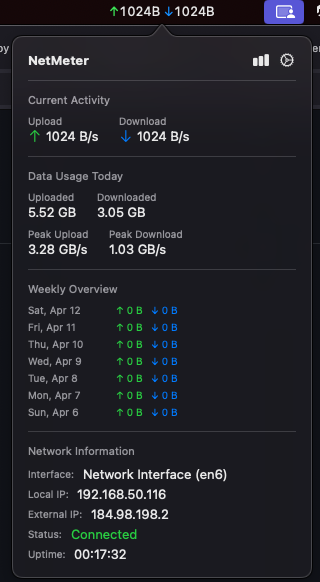 ↑1024B ↓1024B
NetMeter
Current Activity
Upload Download
↑ 1024 B/s ↓ 1024 B/s
Data Usage Today
Uploaded Downloaded
5.52 GB 3.05 GB
Peak Upload Peak Download
3.28 GB/s 1.03 GB/s
Weekly Overview
Sat, Apr 12 ↑ 0 B ↓ 0 B
Fri, Apr 11 ↑ 0 B ↓ 0 B
Thu, Apr 10 ↑ 0 B ↓ 0 B
Wed, Apr 9 ↑ 0 B ↓ 0 B
Tue, Apr 8 ↑ 0 B ↓ 0 B
Mon, Apr 7 ↑ 0 B ↓ 0 B
Sun, Apr 6 ↑ 0 B ↓ 0 B
Network Information
Interface: Network Interface (en6)
Local IP: 192.168.50.116
External IP: 184.98.198.2
Status: Connected
Uptime: 00:17:32